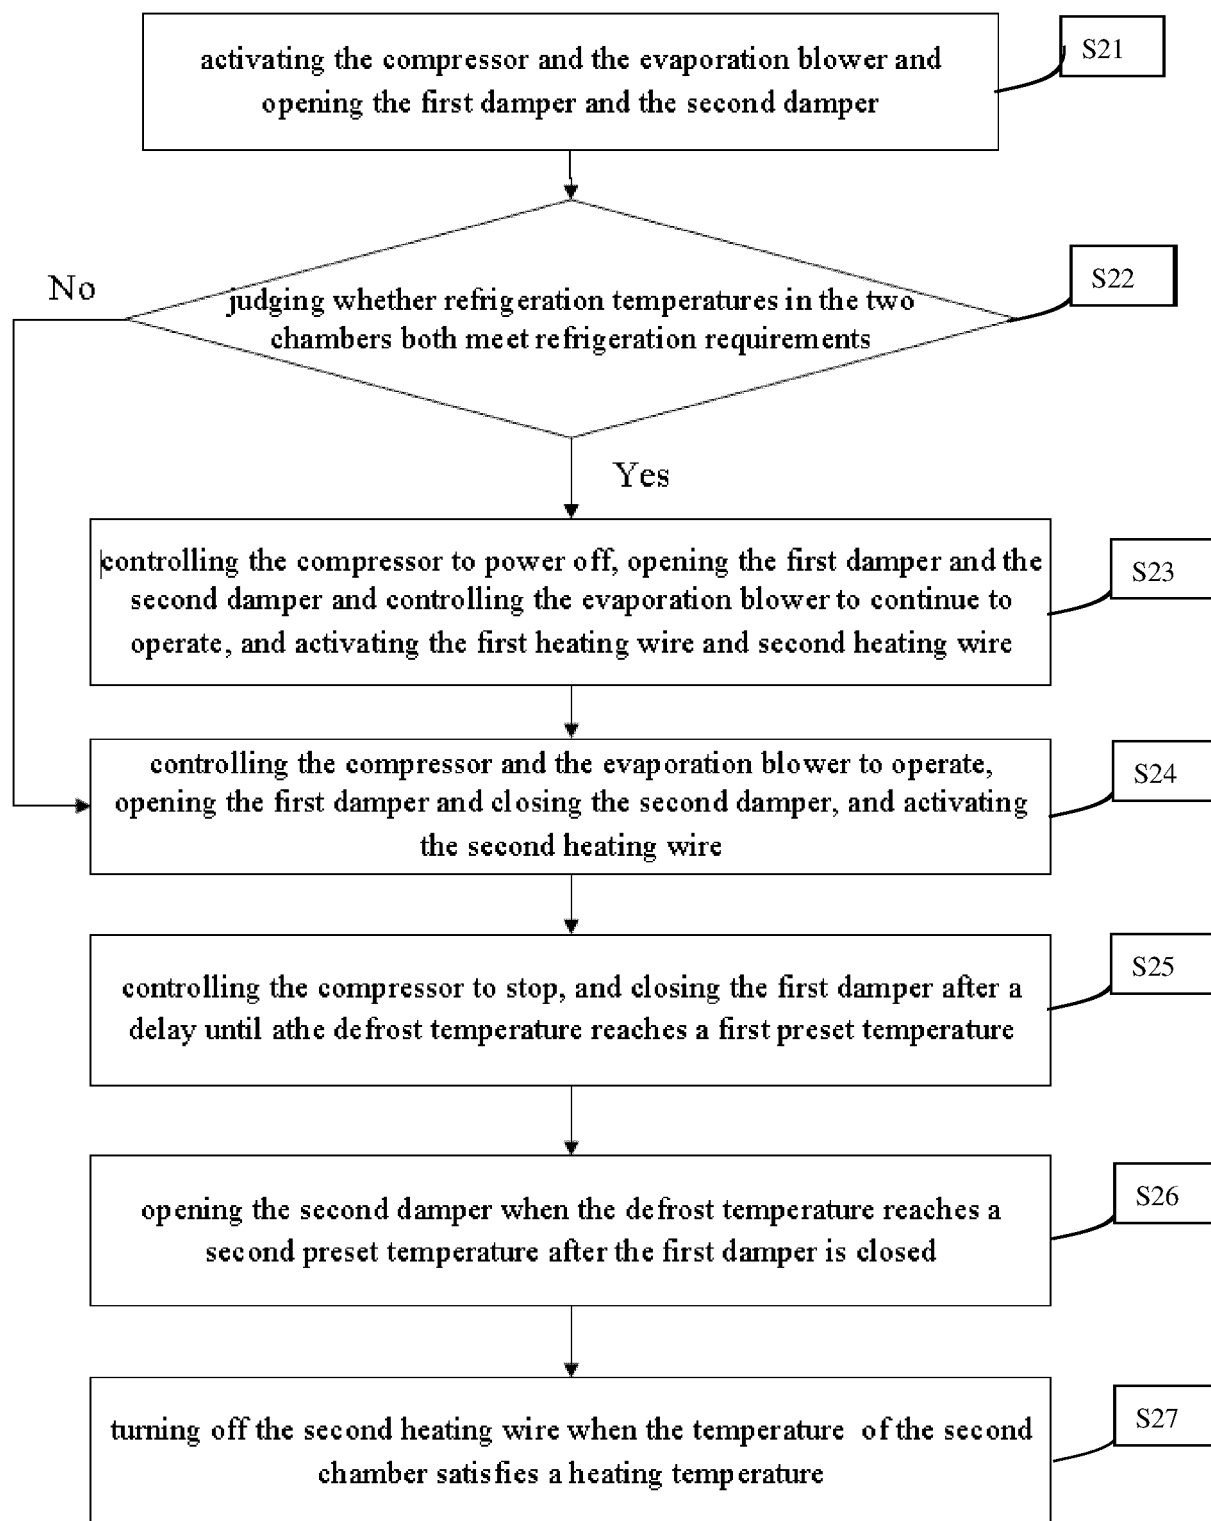 activating the compressor and the evaporation blower and
opening the first damper and the second damper
S21
judging whether refrigeration temperatures in the two
chambers both meet refrigeration requirements
S22
No
Yes
controlling the compressor to power off, opening the first damper and the
second damper and controlling the evaporation blower to continue to
operate, and activating the first heating wire and second heating wire
S23
controlling the compressor and the evaporation blower to operate,
opening the first damper and closing the second damper, and activating
the second heating wire
S24
controlling the compressor to stop, and closing the first damper after a
delay until athe defrost temperature reaches a first preset temperature
S25
opening the second damper when the defrost temperature reaches a
second preset temperature after the first damper is closed
S26
turning off the second heating wire when the temperature of the second
chamber satisfies a heating temperature
S27